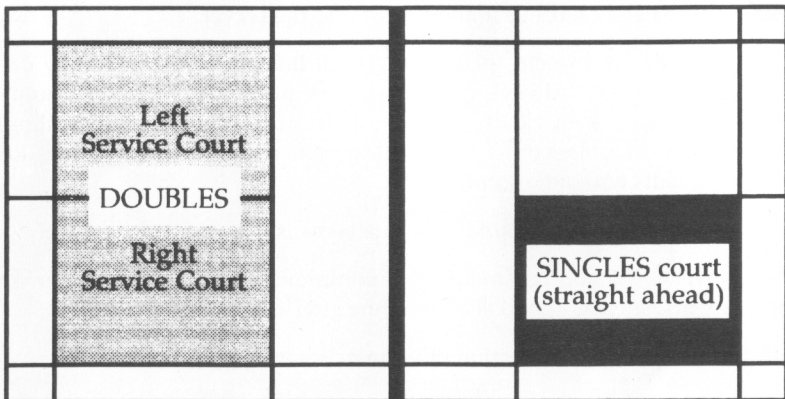 Left
Service Court
DOUBLES
Right
Service Court
SINGLES court
(straight ahead)